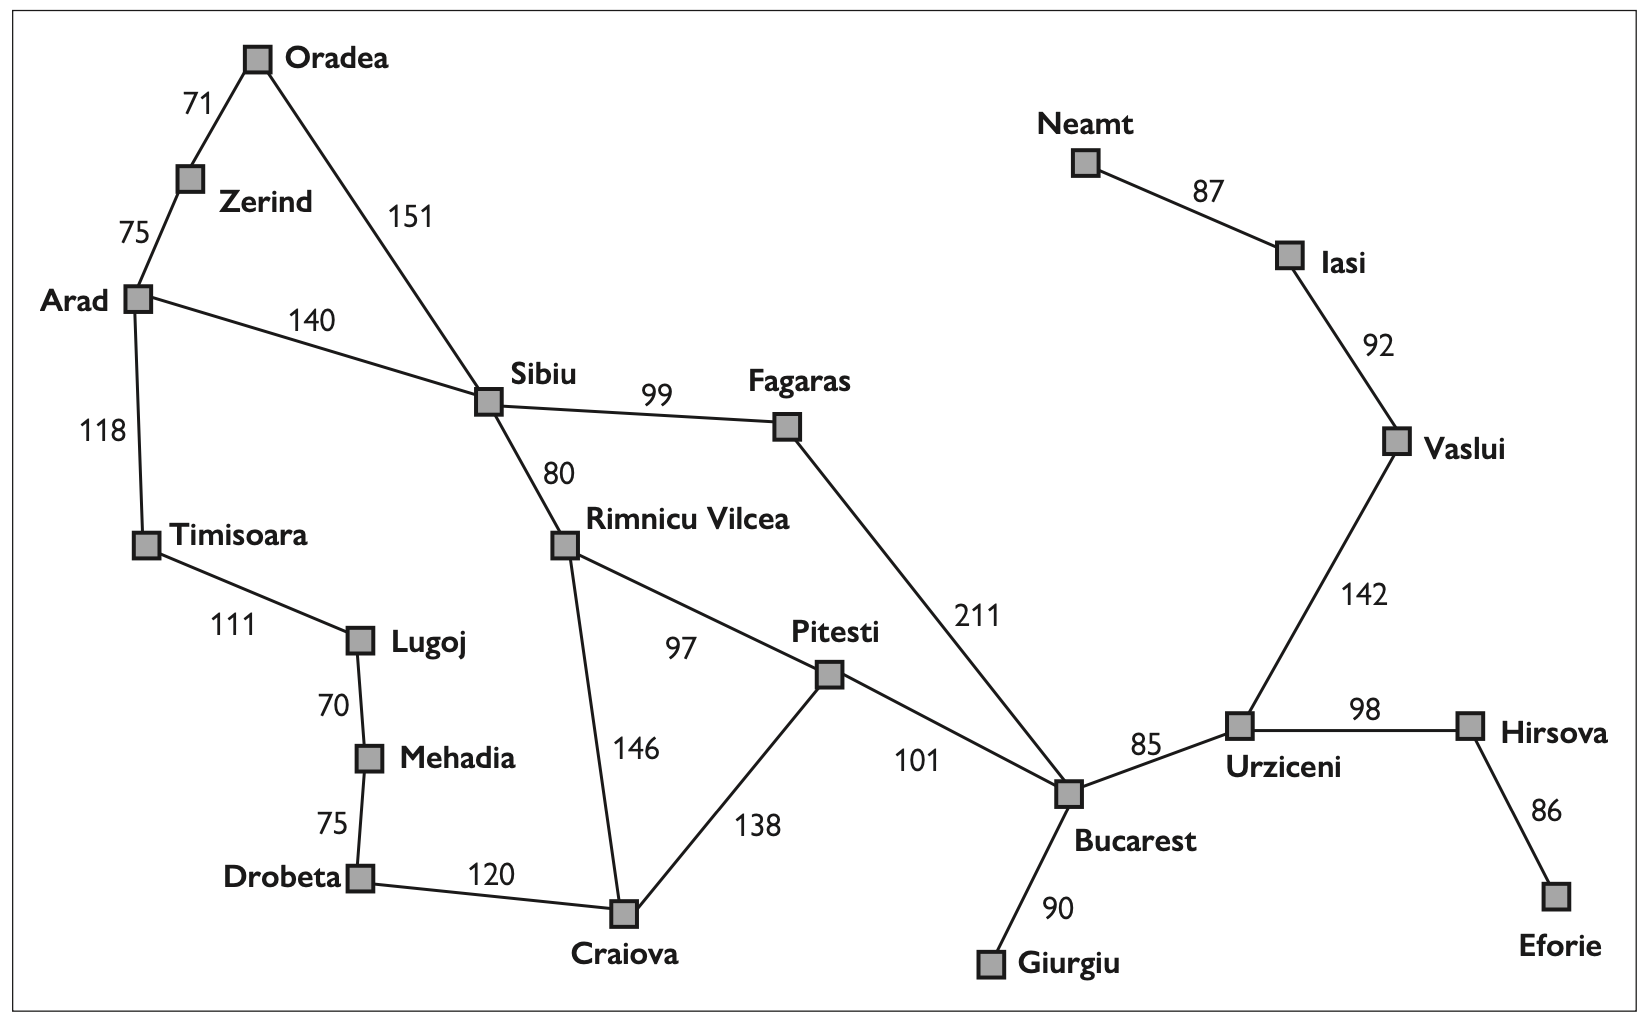 Oradea
71
Neamt
87
Zerind
151
75
Iasi
Arad
140
92
Sibiu
Fagaras
99
118
Vaslui
80
Rimnicu Vilcea
Timisoara
142
211
111
Pitesti
Lugoj
97
70
98
Hirsova
146
85
Mehadia
101
Urziceni
86
75
138
Bucarest
Drobeta
120
90
Eforie
Craiova
Giurgiu